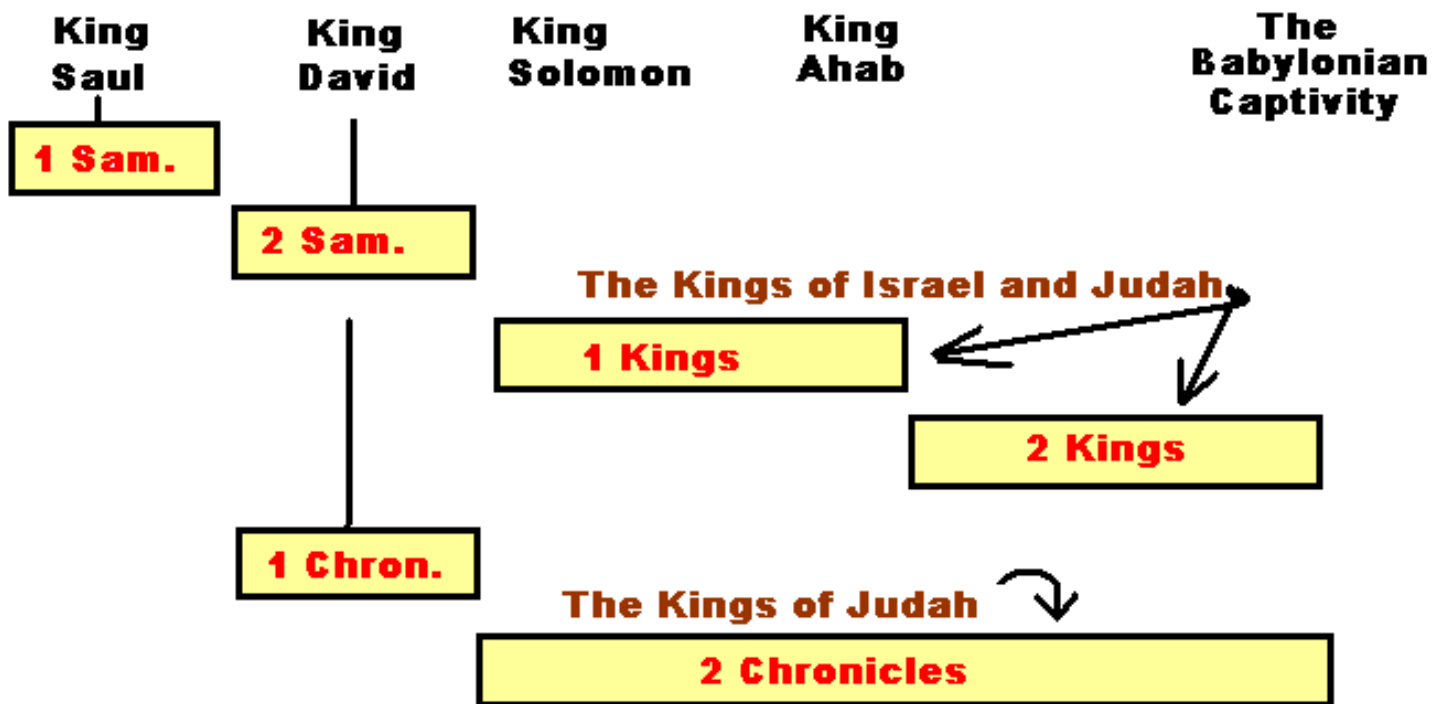 King
Saul
King
David
King
Solomon
King
Ahab
The
Babylonian
Captivity
1 Sam.
2 Sam.
The Kings of Israel and Judah
1 Kings
2 Kings
1 Chron.
The Kings of Judah
2 Chronicles